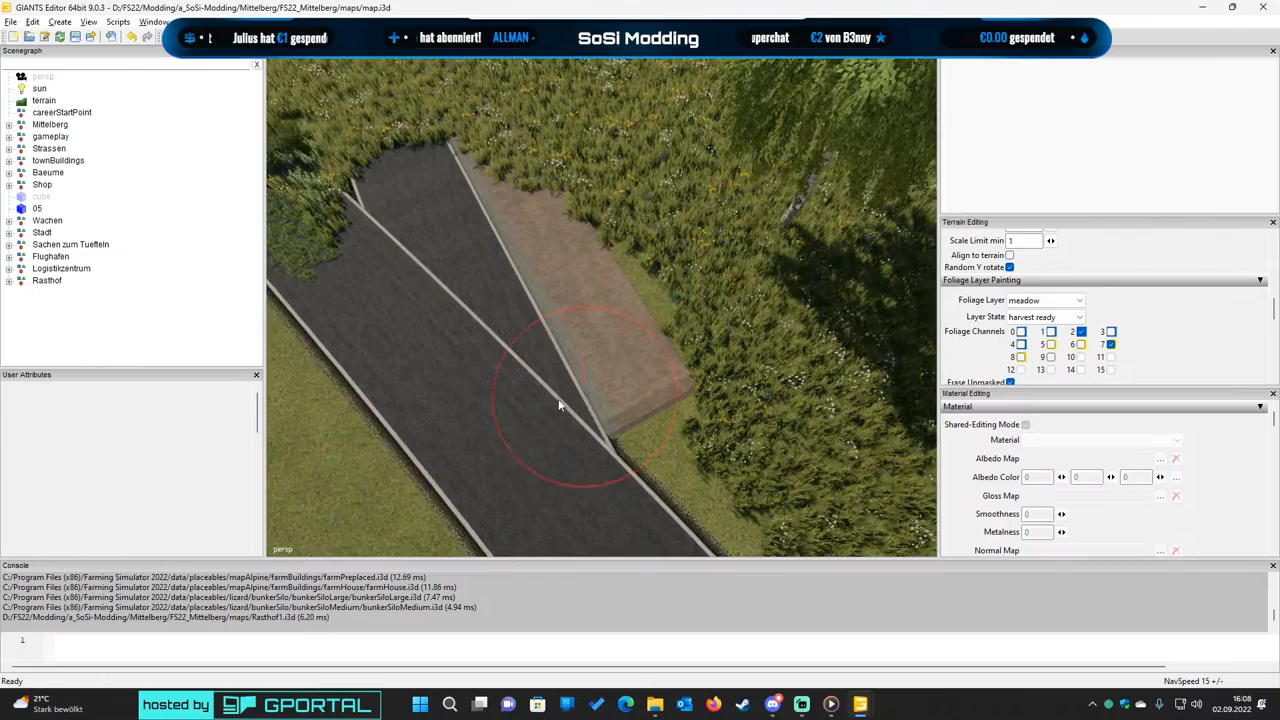 GIANTS Editor 64bit 9.0.3 - D:/FS22/Modding/a_SoSi-Modding/Mittelberg/FS22_Mittelberg/maps/map.i3d
File Edit Create View Scripts Window
Julius hat €1 gespend
hat abonniert! ALLMAN -
SoSi Modding
uperchat €2 von B3nny
€0.00 gespendet
Scenegraph
X
persp
sun
terrain
careerStartPoint
Mittelberg
gameplay
Strassen
townBuildings
Baeume
Shop
cube
05
Wachen
Stadt
Sachen zum Tuefteln
Flughafen
Logistikzentrum
Rasthof
User Attributes
persp
Terrain Editing
Scale Limit min 1
Align to terrain
Random Y rotate
Foliage Layer Painting
Foliage Layer meadow
Layer State harvest ready
Foliage Channels 0 1 2 3
4 5 6 7
8 9 10 11
12 13 14 15
Erase Unmasked
Material Editing
Material
Shared-Editing Mode
Material
Albedo Map ...
Albedo Color 0 0 0 ...
Gloss Map ...
Smoothness 0
Metalness 0
Normal Map ...
Console
C:/Program Files (x86)/Farming Simulator 2022/data/placeables/mapAlpine/farmBuildings/farmPreplaced.i3d (12.69 ms)
C:/Program Files (x86)/Farming Simulator 2022/data/placeables/mapAlpine/farmBuildings/farmHouse/farmHouse.i3d (11.86 ms)
C:/Program Files (x86)/Farming Simulator 2022/data/placeables/lizard/bunkerSilo/bunkerSiloLarge/bunkerSiloLarge.i3d (7.47 ms)
C:/Program Files (x86)/Farming Simulator 2022/data/placeables/lizard/bunkerSilo/bunkerSiloMedium/bunkerSiloMedium.i3d (4.94 ms)
D:/FS22/Modding/a_SoSi-Modding/Mittelberg/FS22_Mittelberg/maps/Rasthof1.i3d (6.20 ms)
1
Ready
NavSpeed 15 +/-
21°C
Stark bewölkt
hosted by GPORTAL
16:08
02.09.2022